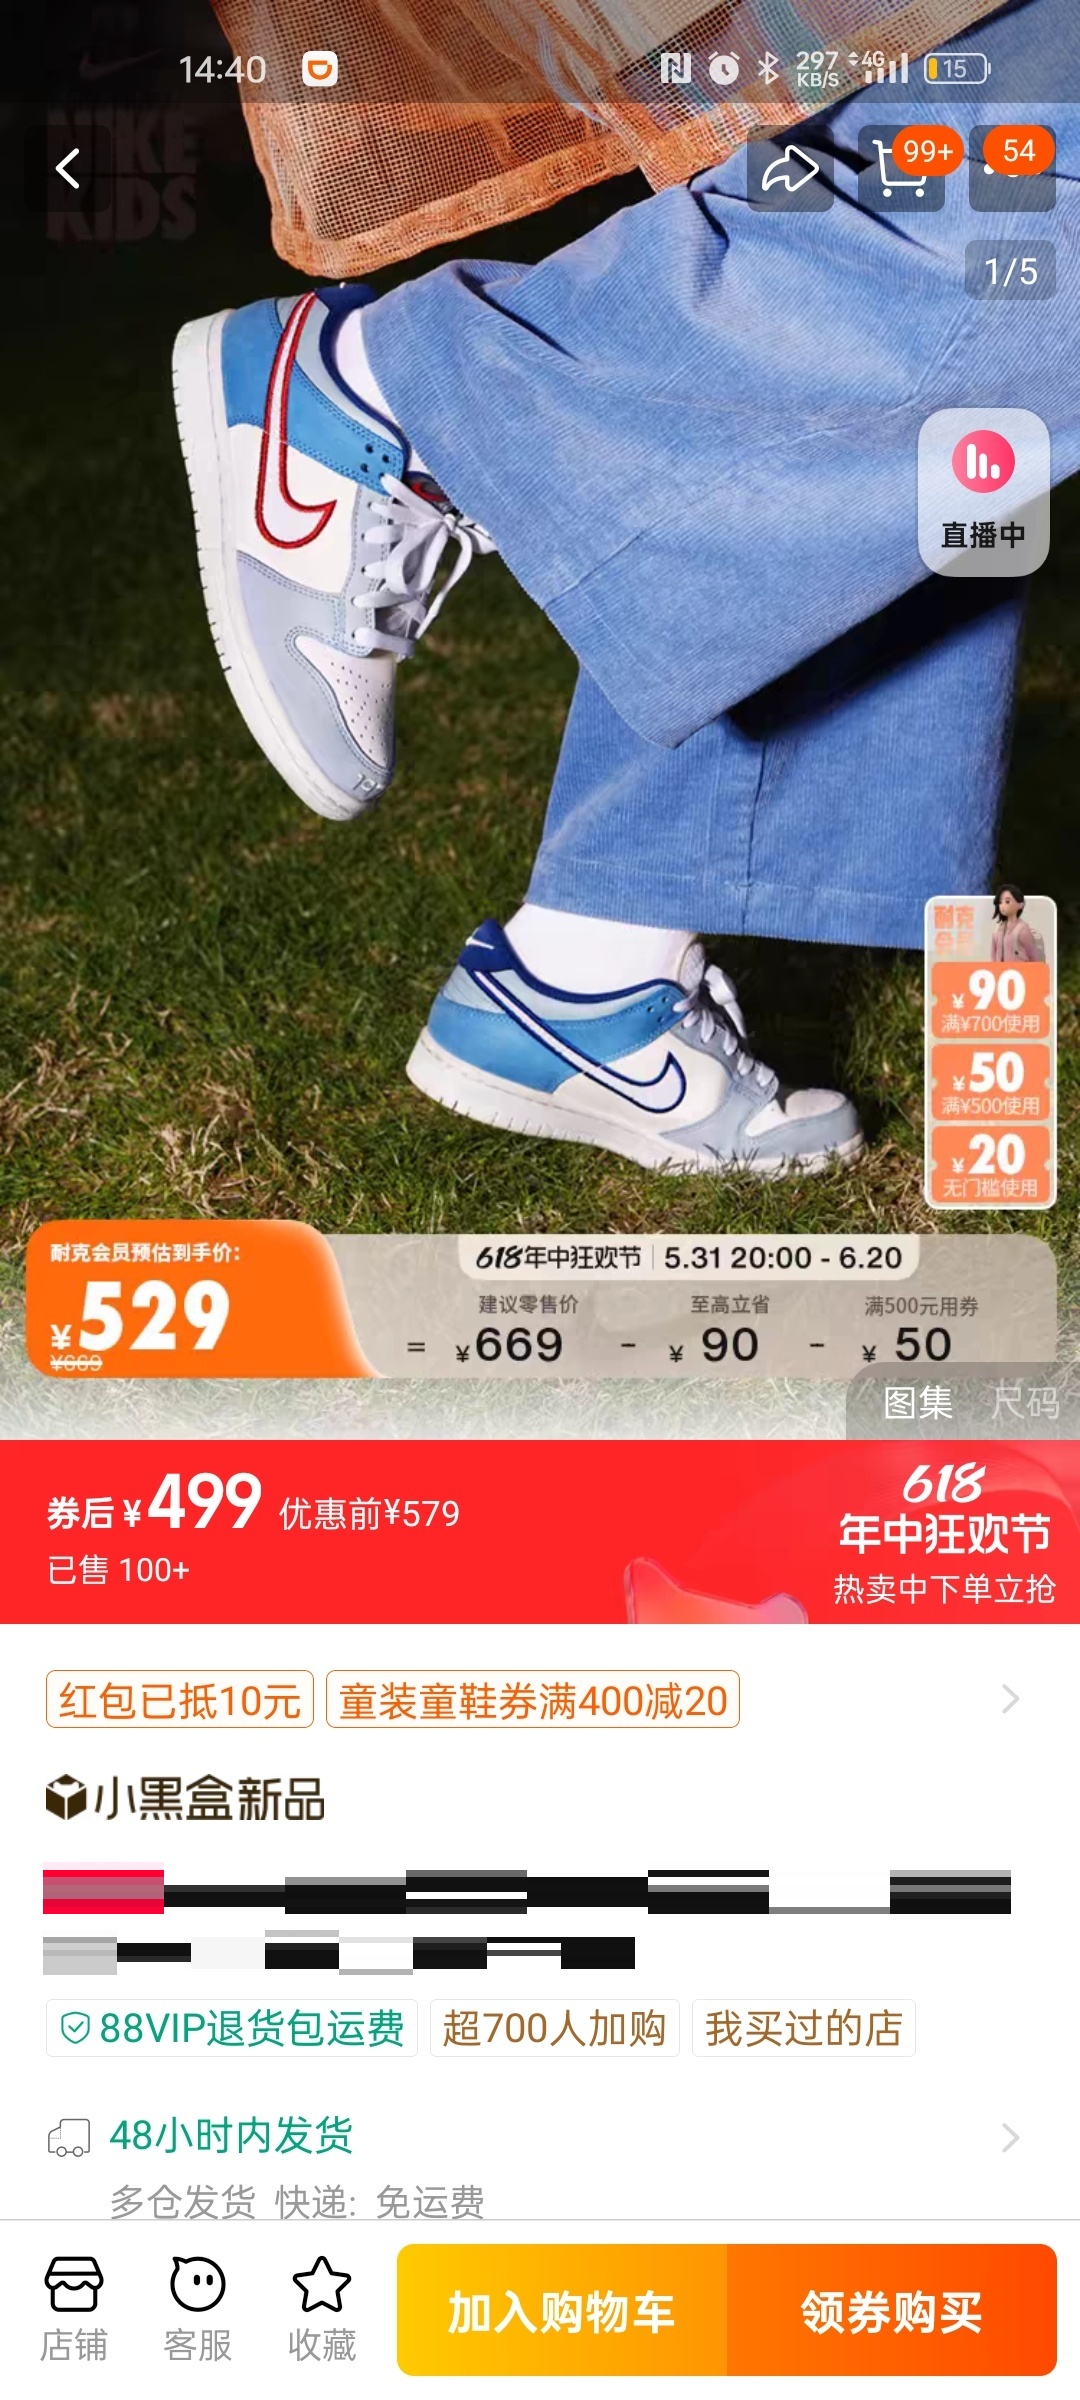 14:40
297 KB/S
4G
15
NIKE
KIDS
99+
54
1/5
直播中
耐克
¥90
满¥700使用
¥50
满¥500使用
¥20
无门槛使用
耐克会员预估到手价:
¥529
¥669
618年中狂欢节 | 5.31 20:00 - 6.20
建议零售价 至高立省 满500元用券
= ¥669 - ¥ 90 - ¥ 50
图集 尺码
券后¥499 优惠前¥579
已售 100+
618
年中狂欢节
热卖中下单立抢
红包已抵10元 童装童鞋券满400减20
小黑盒新品
88VIP退货包运费 超700人加购 我买过的店
48小时内发货
多仓发货 快递: 免运费
店铺 客服 收藏 加入购物车 领券购买